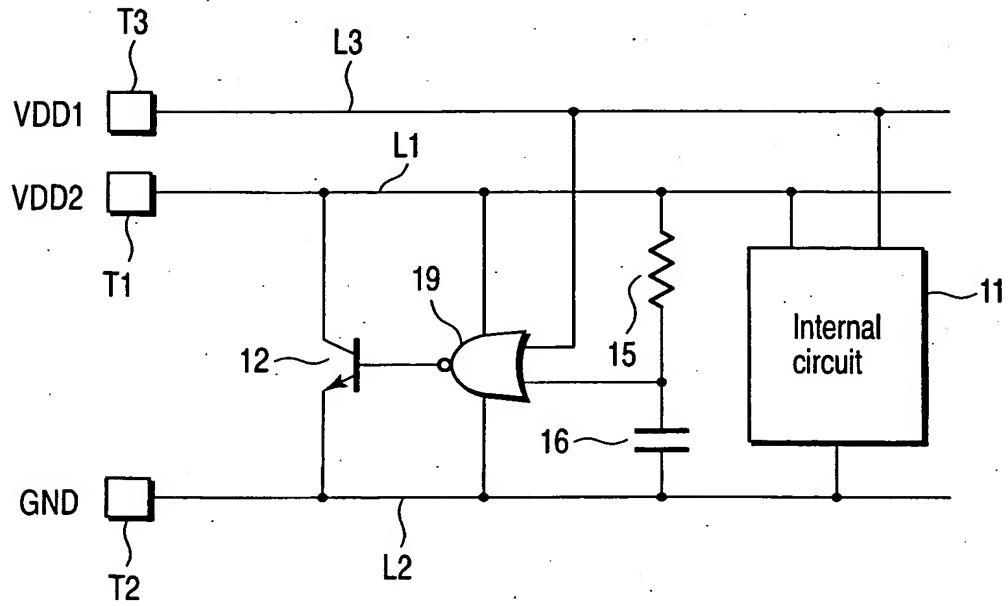 T3
L3
VDD1
L1
VDD2
T1
19
12
15
11
Internal
circuit
16
GND
L2
T2